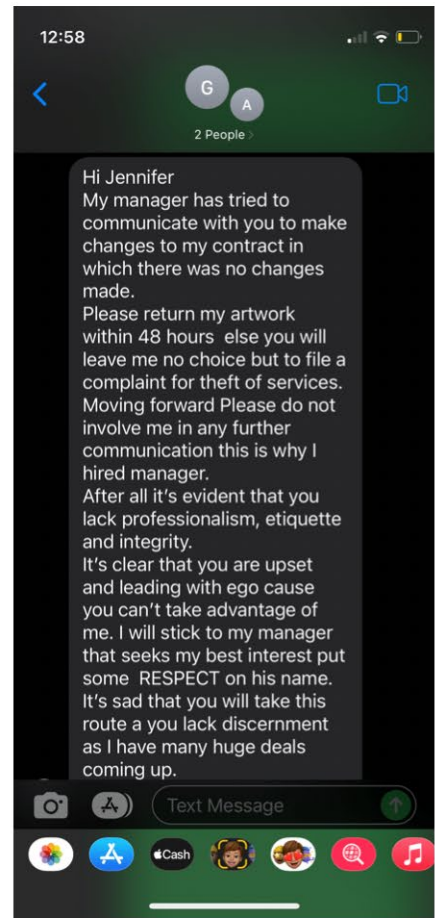 12:58
G
A
2 People >
Hi Jennifer
My manager has tried to
communicate with you to make
changes to my contract in
which there was no changes
made.
Please return my artwork
within 48 hours  else you will
leave me no choice but to file a
complaint for theft of services.
Moving forward Please do not
involve me in any further
communication this is why I
hired manager.
After all it's evident that you
lack professionalism, etiquette
and integrity.
It's clear that you are upset
and leading with ego cause
you can't take advantage of
me. I will stick to my manager
that seeks my best interest put
some  RESPECT on his name.
It's sad that you will take this
route a you lack discernment
as I have many huge deals
coming up.
Text Message
Cash